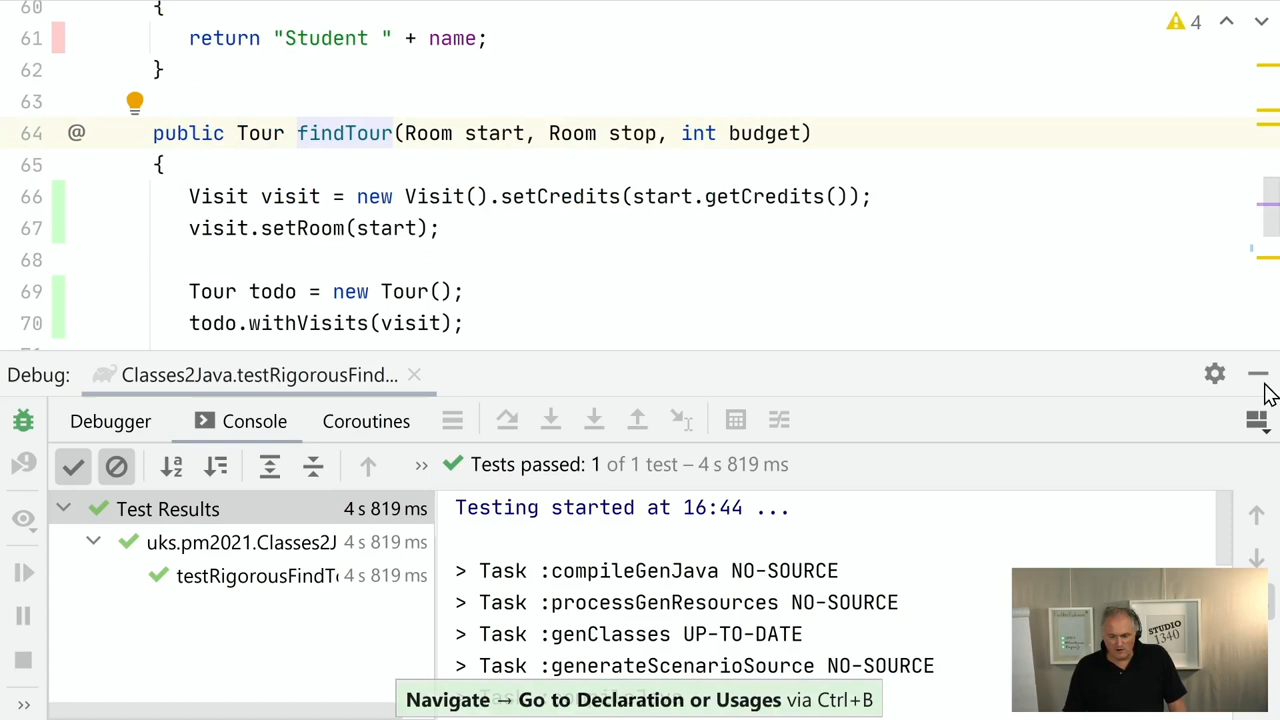 60 {
61 return "Student " + name;
4
62 }
63
64 @ public Tour findTour(Room start, Room stop, int budget)
65 {
66 Visit visit = new Visit().setCredits(start.getCredits());
67 visit.setRoom(start);
68
69 Tour todo = new Tour();
70 todo.withVisits(visit);
Debug: Classes2Java.testRigorousFind...
Debugger Console Coroutines
>> Tests passed: 1 of 1 test – 4 s 819 ms
Test Results 4 s 819 ms
uks.pm2021.Classes2J 4 s 819 ms
testRigorousFindTo 4 s 819 ms
Testing started at 16:44 ...
> Task :compileGenJava NO-SOURCE
> Task :processGenResources NO-SOURCE
> Task :genClasses UP-TO-DATE
> Task :generateScenarioSource NO-SOURCE
Navigate → Go to Declaration or Usages via Ctrl+B
STUDIO
1340